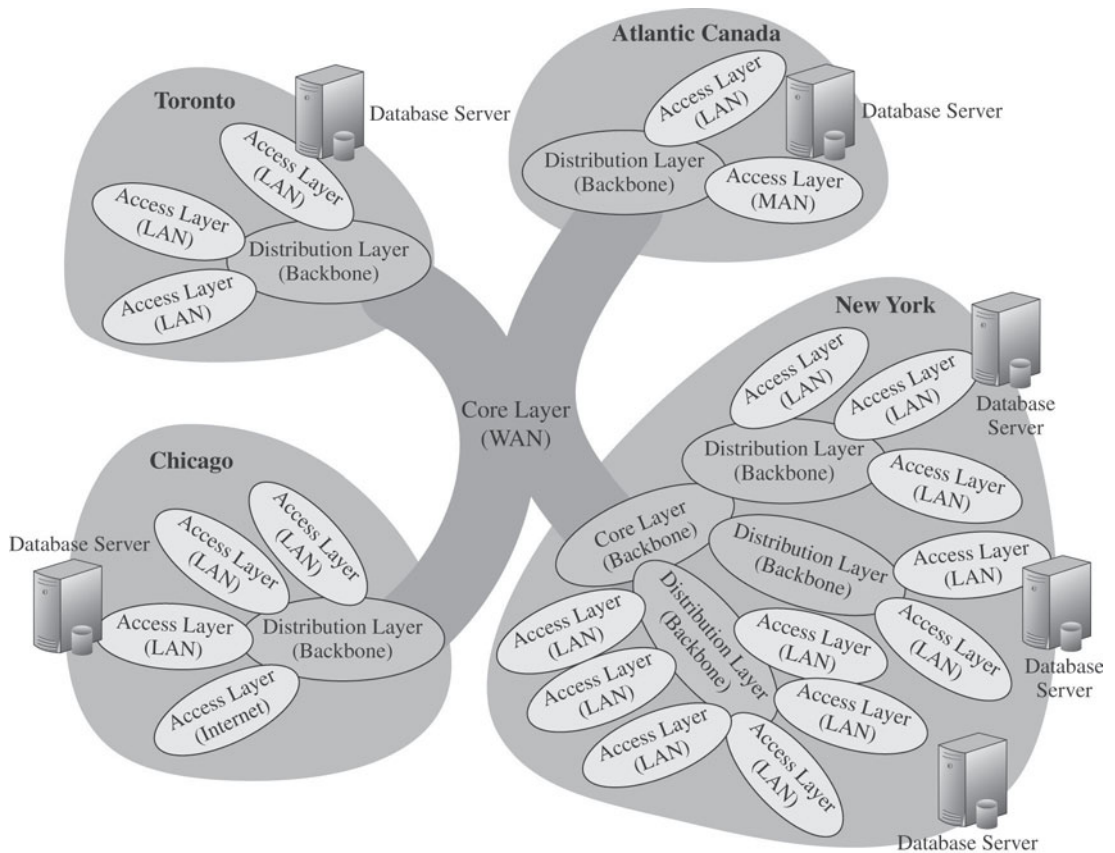 Atlantic Canada
Toronto
Database Server
Access Layer
(LAN)
Access Layer
(LAN)
Access Layer
(LAN)
Distribution Layer
(Backbone)
Access Layer
(LAN)
Database Server
Distribution Layer
(Backbone)
Access Layer
(MAN)
Core Layer
(WAN)
New York
Access Layer
(LAN)
Access Layer
(LAN)
Database
Server
Distribution Layer
(Backbone)
Access Layer
(LAN)
Core Layer
(Backbone)
Distribution Layer
(Backbone)
Access Layer
(LAN)
Access Layer
(LAN)
Database
Server
Distribution Layer
(Backbone)
Access Layer
(LAN)
Access Layer
(LAN)
Access Layer
(LAN)
Access Layer
(LAN)
Access Layer
(LAN)
Access Layer
(LAN)
Database Server
Chicago
Database Server
Access Layer
(LAN)
Access Layer
(LAN)
Access Layer
(LAN)
Distribution Layer
(Backbone)
Access Layer
(Internet)